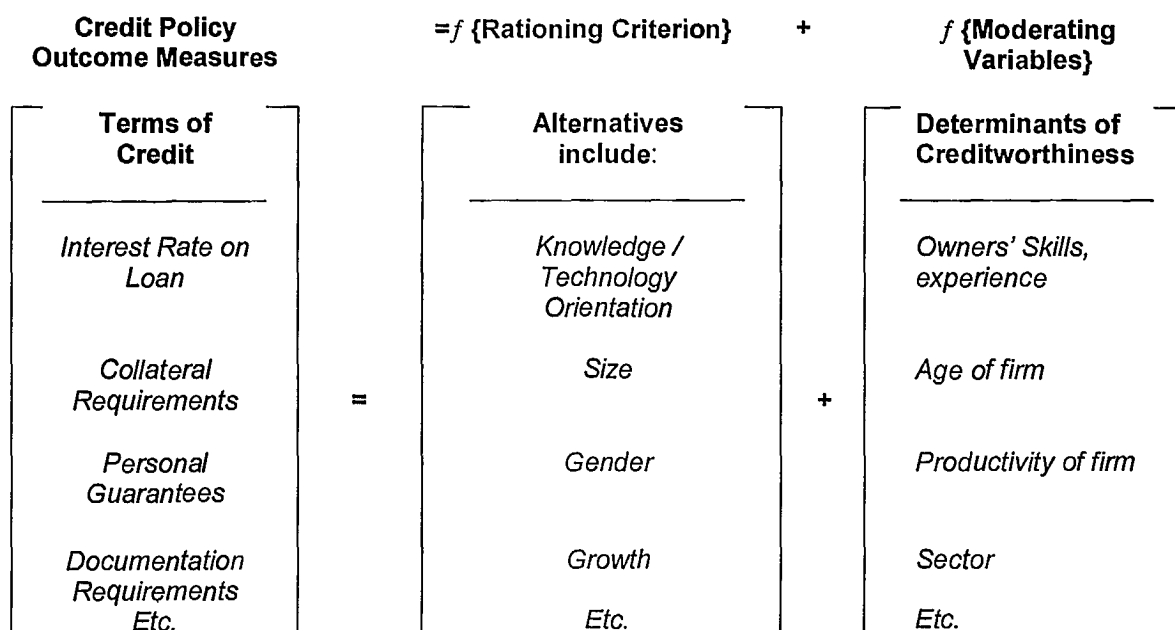 Credit Policy
Outcome Measures
=f {Rationing Criterion}
+
f {Moderating
Variables}
Terms of
Credit
Interest Rate on
Loan
Collateral
Requirements
Personal
Guarantees
Documentation
Requirements
Etc.
=
Alternatives
include:
Knowledge /
Technology
Orientation
Size
Gender
Growth
Etc.
+
Determinants of
Creditworthiness
Owners' Skills,
experience
Age of firm
Productivity of firm
Sector
Etc.